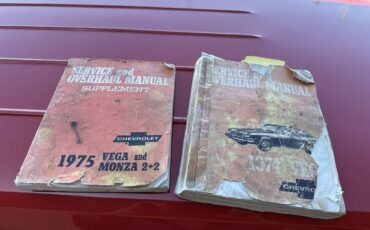 SERVICE and
OVERHAUL MANUAL
SUPPLEMENT
CHEVROLET
1975 VEGA and
MONZA 2+2
SERVICE and
OVERHAUL MANUAL
1974
CHEVROLET